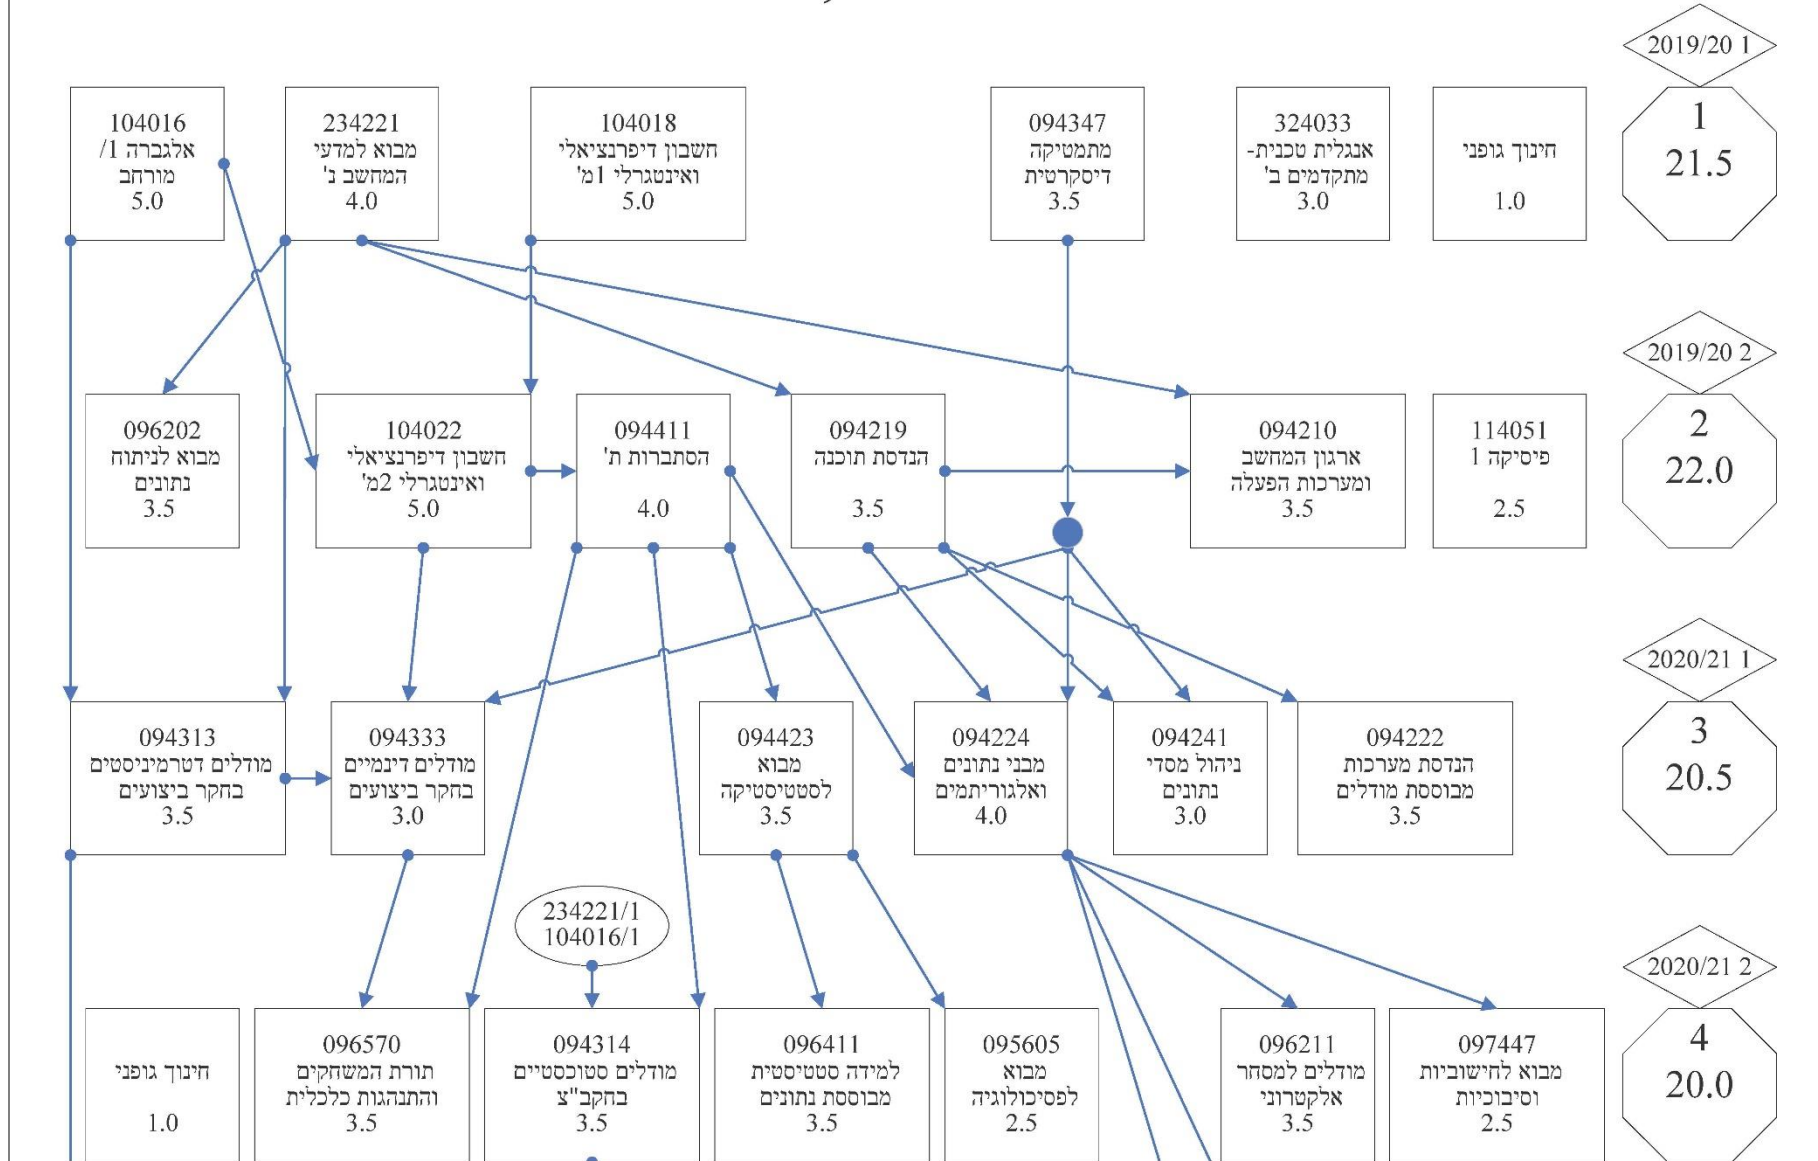 2019/20 1
1
21.5
חינוך גופני
1.0
324033
אנגלית טכנית-
מתקדמים ב'
3.0
094347
מתמטיקה
דיסקרטית
3.5
104018
חשבון דיפרנציאלי
ואינטגרלי 1מ'
5.0
234221
מבוא למדעי
המחשב נ'
4.0
104016
אלגברה 1/
מורחב
5.0
2019/20 2
2
22.0
114051
פיסיקה 1
2.5
094210
ארגון המחשב
ומערכות הפעלה
3.5
094219
הנדסת תוכנה
3.5
094411
הסתברות ת'
4.0
104022
חשבון דיפרנציאלי
ואינטגרלי 2מ'
5.0
096202
מבוא לניתוח
נתונים
3.5
2020/21 1
3
20.5
094222
הנדסת מערכות
מבוססת מודלים
3.5
094241
ניהול מסדי
נתונים
3.0
094224
מבני נתונים
ואלגוריתמים
4.0
094423
מבוא
לסטטיסטיקה
3.5
094333
מודלים דינמיים
בחקר ביצועים
3.0
094313
מודלים דטרמיניסטים
בחקר ביצועים
3.5
234221/1
104016/1
2020/21 2
4
20.0
097447
מבוא לחישוביות
וסיבוכיות
2.5
096211
מודלים למסחר
אלקטרוני
3.5
095605
מבוא
לפסיכולוגיה
2.5
096411
למידה סטטיסטית
מבוססת נתונים
3.5
094314
מודלים סטוכסטיים
בחקב"צ
3.5
096570
תורת המשחקים
והתנהגות כלכלית
3.5
חינוך גופני
1.0